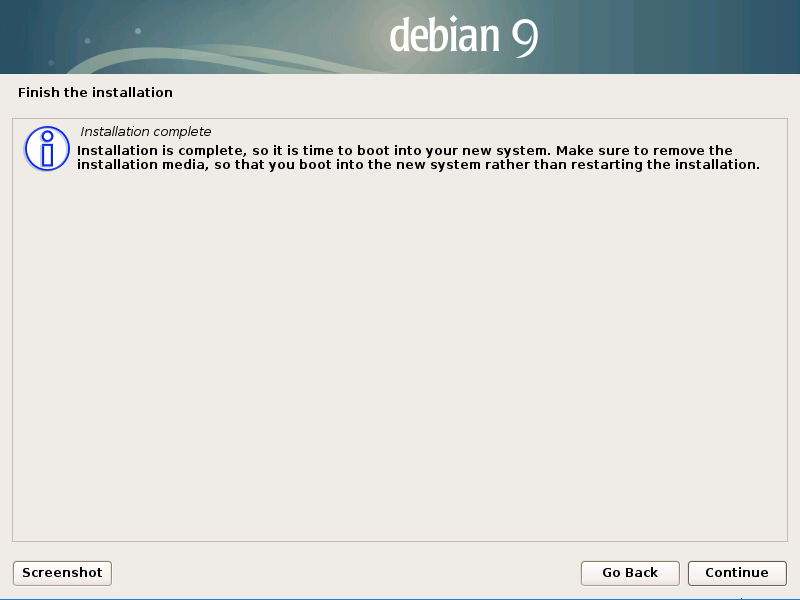 debian 9
Finish the installation
Installation complete
Installation is complete, so it is time to boot into your new system. Make sure to remove the
installation media, so that you boot into the new system rather than restarting the installation.
Screenshot
Go Back
Continue